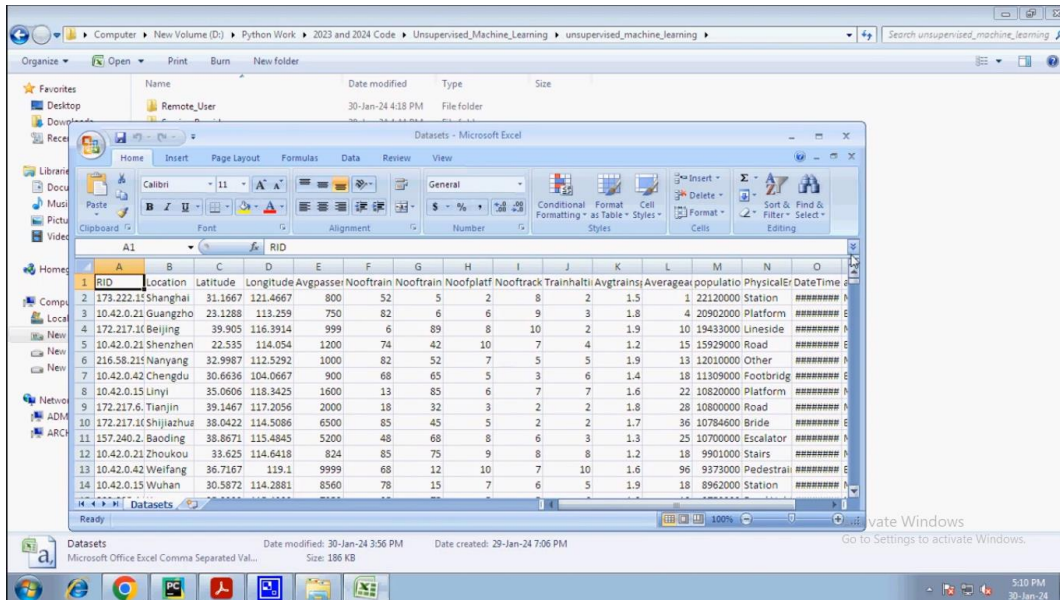 Computer ▸ New Volume (D:) ▸ Python Work ▸ 2023 and 2024 Code ▸ Unsupervised_Machine_Learning ▸ unsupervised_machine_learning ▸ Search unsupervised_machine_learning
Organize Open Print Burn New folder
Favorites Name Date modified Type Size
Desktop Remote_User 30-Jan-24 4:18 PM File folder
Datasets - Microsoft Excel
Home Insert Page Layout Formulas Data Review View
Calibri 11 General Insert
Paste Delete
Conditional Formatting Format as Table Cell Styles Format Sort & Filter Find & Select
Clipboard Font Alignment Number Styles Cells Editing
A1 fx RID
A B C D E F G H I J K L M N O
1 RID Location Latitude Longitude Avgpasser Nooftrain Nooftrain Noofplatf Nooftrack Trainhaltir Avgtrainsp Averageac populatio PhysicalEr DateTime
2 173.222.15 Shanghai 31.1667 121.4667 800 52 5 2 8 2 1.5 1 22120000 Station ########
3 10.42.0.21 Guangzho 23.1288 113.259 750 82 6 6 9 3 1.8 4 20902000 Platform ########
4 172.217.10 Beijing 39.905 116.3914 999 6 89 8 10 2 1.9 10 19433000 Lineside ########
5 10.42.0.21 Shenzhen 22.535 114.054 1200 74 42 10 7 4 1.2 15 15929000 Road ########
6 216.58.219 Nanyang 32.9987 112.5292 1000 82 52 7 5 5 1.9 13 12010000 Other ########
7 10.42.0.42 Chengdu 30.6636 104.0667 900 68 65 5 3 6 1.4 18 11309000 Footbridg ########
8 10.42.0.15 Linyi 35.0606 118.3425 1600 13 85 6 7 7 1.6 22 10820000 Platform ########
9 172.217.6. Tianjin 39.1467 117.2056 2000 18 32 3 2 2 1.8 28 10800000 Road ########
10 172.217.10 Shijiazhua 38.0422 114.5086 6500 85 45 5 2 2 1.7 36 10784600 Bride ########
11 157.240.2. Baoding 38.8671 115.4845 5200 48 68 8 6 3 1.3 25 10700000 Escalator ########
12 10.42.0.21 Zhoukou 33.625 114.6418 824 85 75 9 8 8 1.2 18 9901000 Stairs ########
13 10.42.0.42 Weifang 36.7167 119.1 9999 68 12 10 7 10 1.6 96 9373000 Pedestrai ########
14 10.42.0.15 Wuhan 30.5872 114.2881 8560 78 15 7 6 5 1.9 18 8962000 Station ########
Datasets
Ready 100%
vate Windows
Go to Settings to activate Windows.
Datasets Date modified: 30-Jan-24 3:56 PM Date created: 29-Jan-24 7:06 PM
Microsoft Office Excel Comma Separated Val... Size: 186 KB
5:10 PM
30-Jan-24